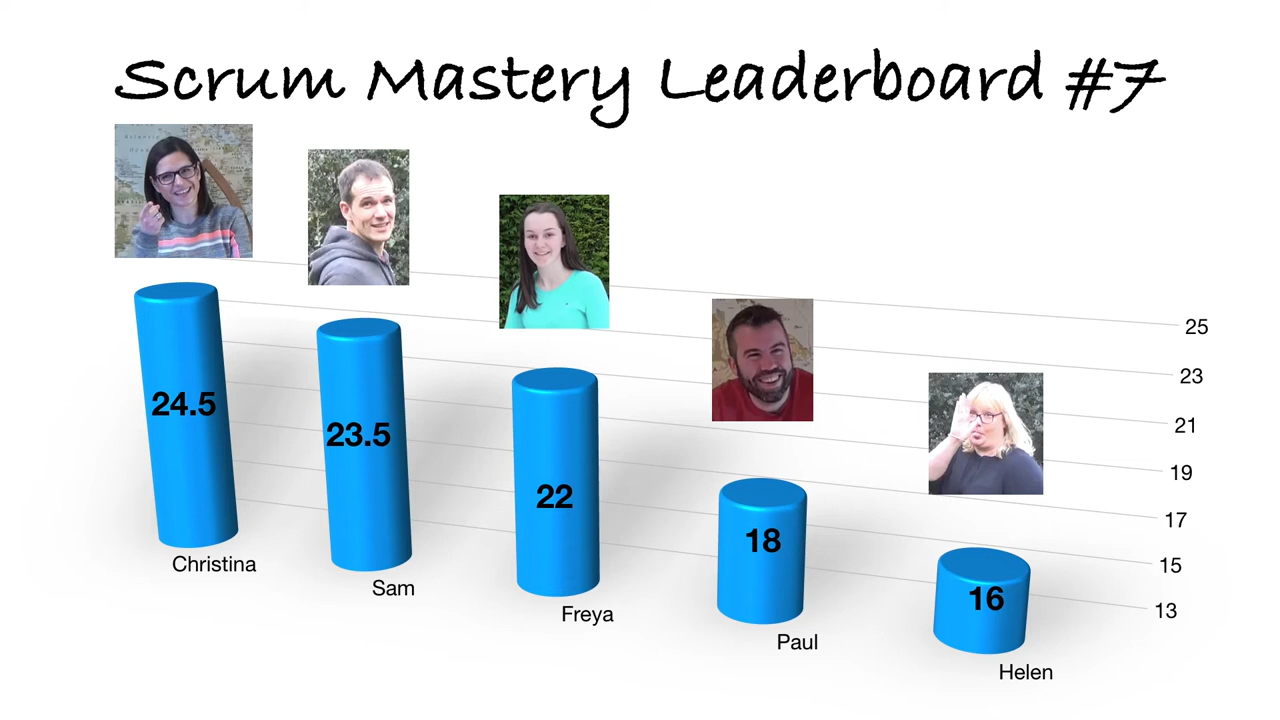 Scrum Mastery Leaderboard #7
25
23
21
19
17
15
13
24.5
23.5
22
18
16
Christina
Sam
Freya
Paul
Helen